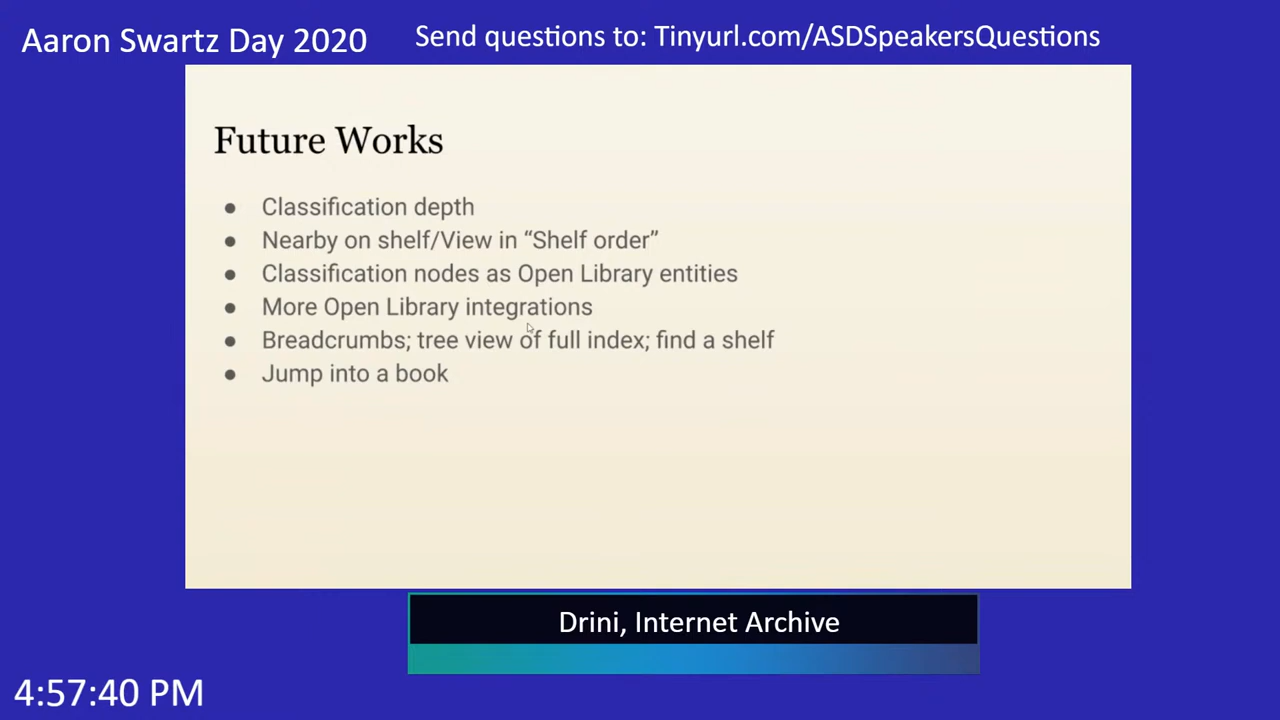 Aaron Swartz Day 2020
Send questions to: Tinyurl.com/ASDSpeakersQuestions
Future Works
● Classification depth
● Nearby on shelf/View in “Shelf order”
● Classification nodes as Open Library entities
● More Open Library integrations
● Breadcrumbs; tree view of full index; find a shelf
● Jump into a book
Drini, Internet Archive
4:57:40 PM